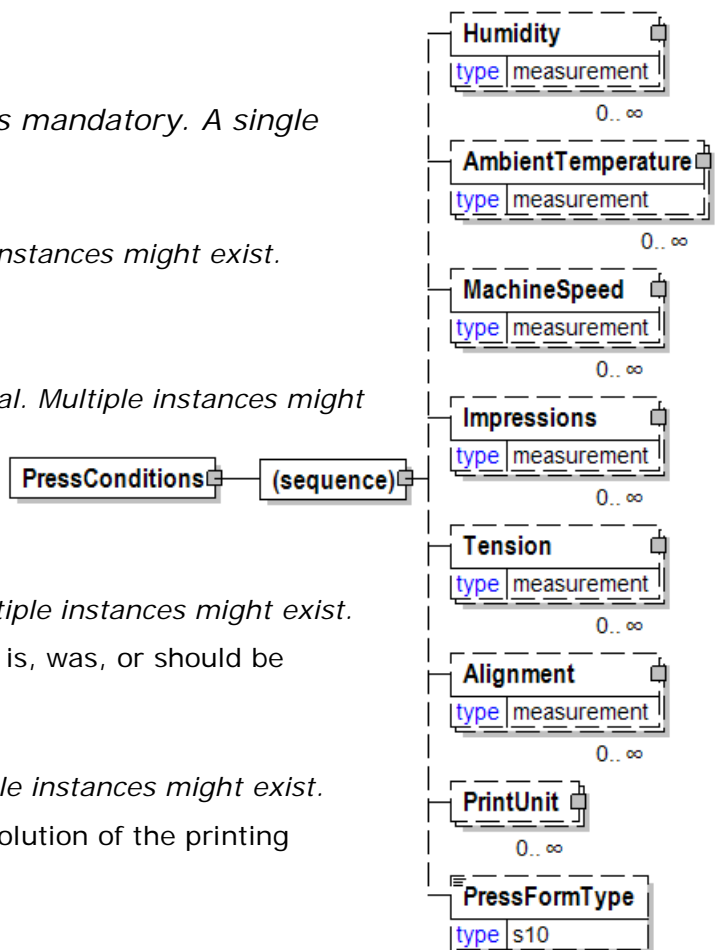 s mandatory. A single
nstances might exist.
al. Multiple instances might
tiple instances might exist.
is, was, or should be
le instances might exist.
olution of the printing
PressConditions
(sequence)
Humidity
type measurement
0.. ∞
AmbientTemperature
type measurement
0.. ∞
MachineSpeed
type measurement
0.. ∞
Impressions
type measurement
0.. ∞
Tension
type measurement
0.. ∞
Alignment
type measurement
0.. ∞
PrintUnit
0.. ∞
PressFormType
type s10